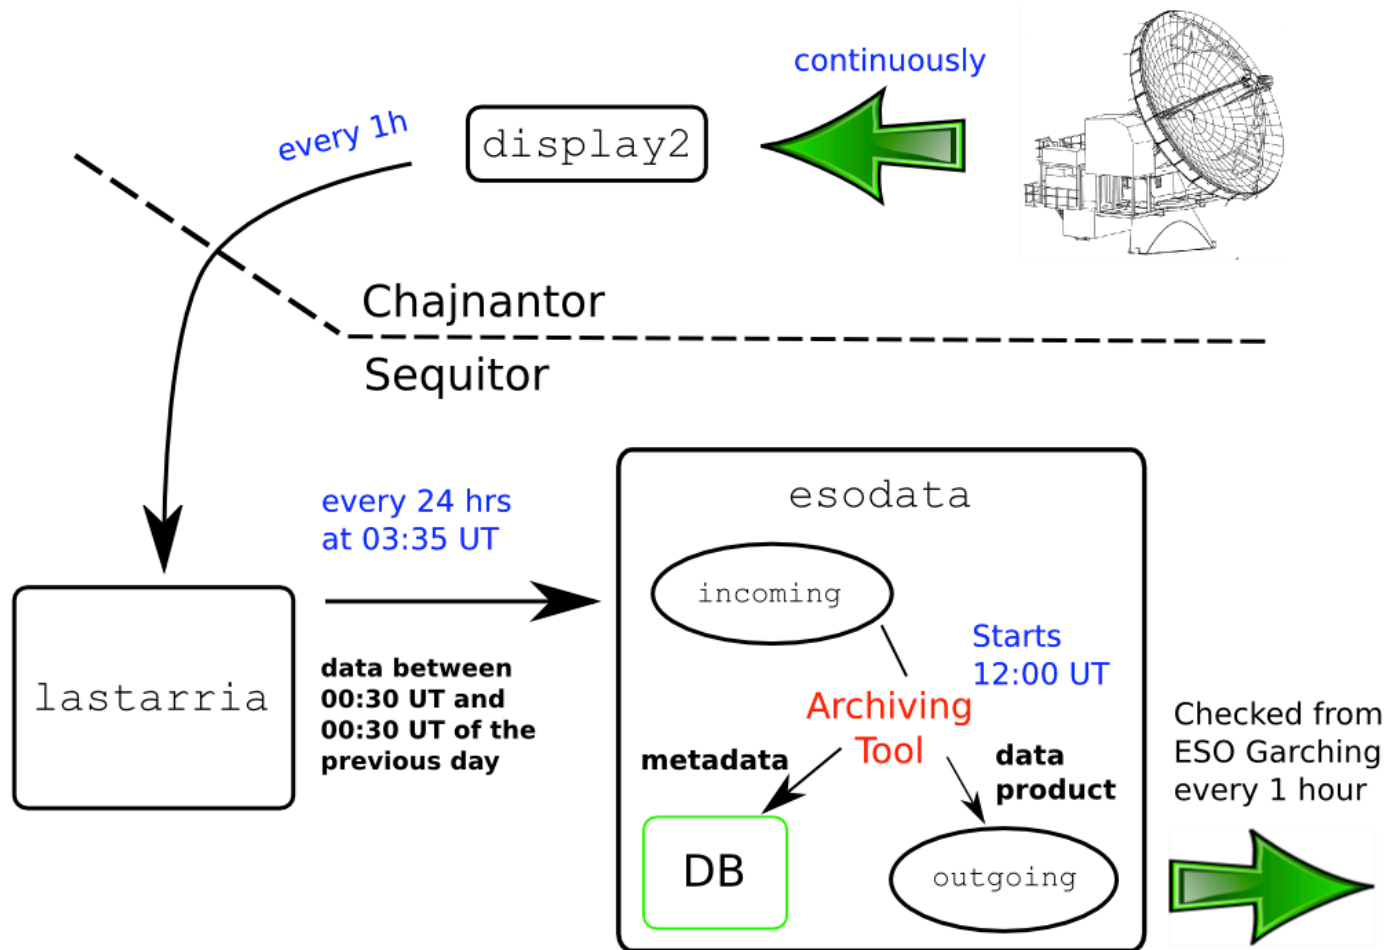 continuously
every 1h
display2
Chajnantor
Sequitor
every 24 hrs
at 03:35 UT
esodata
incoming
Starts
12:00 UT
lastarria
data between
00:30 UT and
00:30 UT of the
previous day
Archiving
Tool
metadata
data
product
Checked from
ESO Garching
every 1 hour
DB
outgoing